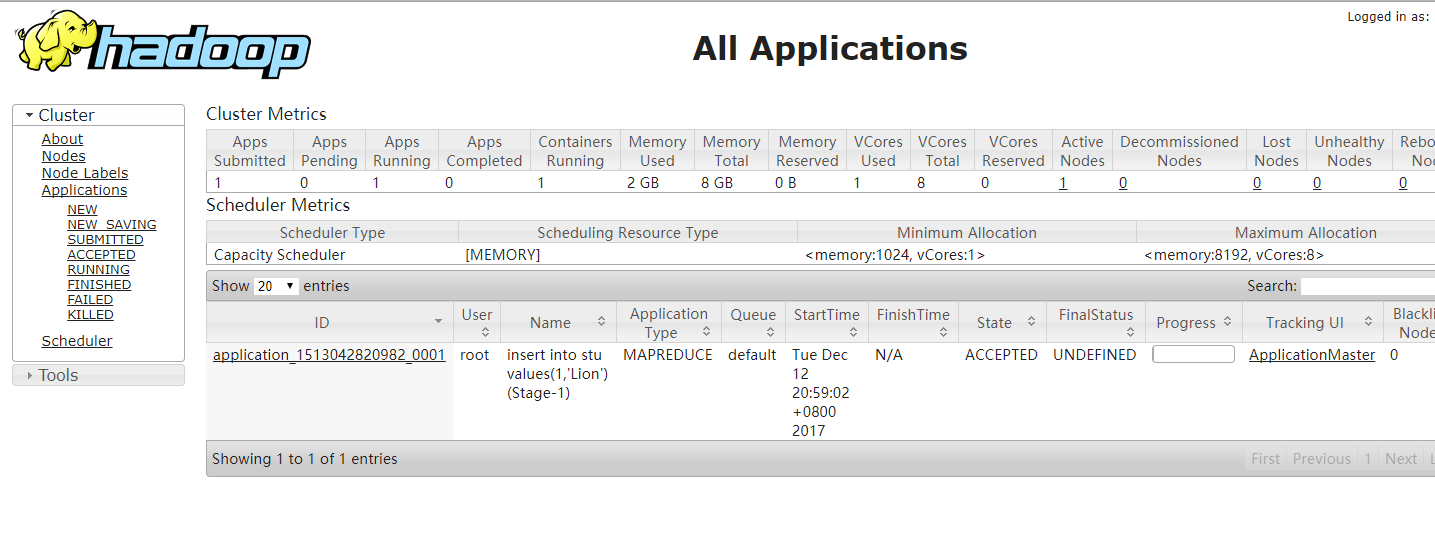 Logged in as:
hadoop
All Applications
Cluster
About
Nodes
Node Labels
Applications
NEW
NEW_SAVING
SUBMITTED
ACCEPTED
RUNNING
FINISHED
FAILED
KILLED
Scheduler
Tools
Cluster Metrics
Apps Submitted Apps Pending Apps Running Apps Completed Containers Running Memory Used Memory Total Memory Reserved VCores Used VCores Total VCores Reserved Active Nodes Decommissioned Nodes Lost Nodes Unhealthy Nodes
1 0 1 0 1 2 GB 8 GB 0 B 1 8 0 1 0 0 0 0
Scheduler Metrics
Scheduler Type Scheduling Resource Type Minimum Allocation Maximum Allocation
Capacity Scheduler [MEMORY] <memory:1024, vCores:1> <memory:8192, vCores:8>
Show 20 entries Search:
ID User Name Application Type Queue StartTime FinishTime State FinalStatus Progress Tracking UI
application_1513042820982_0001 root insert into stu MAPREDUCE default Tue Dec N/A ACCEPTED UNDEFINED ApplicationMaster 0
values(1,'Lion') 12
(Stage-1) 20:59:02
+0800
2017
Showing 1 to 1 of 1 entries First Previous 1 Next